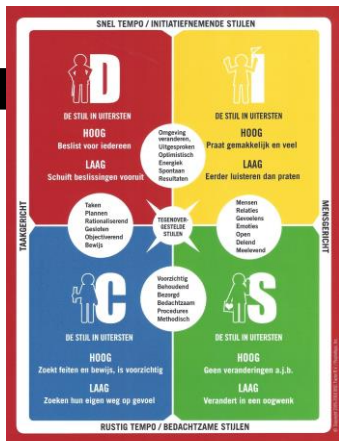 SNEL TEMPO / INITIATIEFNEMENDE STIJLEN
D
DE STIJL IN UITERSTEN
HOOG
Beslist voor iedereen
LAAG
Schuift beslissingen vooruit
I
DE STIJL IN UITERSTEN
HOOG
Praat gemakkelijk en veel
LAAG
Eerder luisteren dan praten
Omgeving
veranderen,
Uitgesproken
Optimistisch
Energiek
Spontaan
Resultaten
TAAKGERICHT
Taken
Plannen
Rationaliserend
Gesloten
Objectiverend
Bewijs
TEGENOVER-
GESTELDE
STIJLEN
Mensen
Relaties
Gevoelens
Emoties
Open
Delend
Meelevend
MENSGERICHT
Voorzichtig
Behoudend
Bezorgd
Bedachtzaam
Procedures
Methodisch
C
DE STIJL IN UITERSTEN
HOOG
Zoekt feiten en bewijs, is voorzichtig
LAAG
Zoeken hun eigen weg op gevoel
S
DE STIJL IN UITERSTEN
HOOG
Geen veranderingen a.j.b.
LAAG
Verandert in een oogwenk
RUSTIG TEMPO / BEDACHTZAME STIJLEN